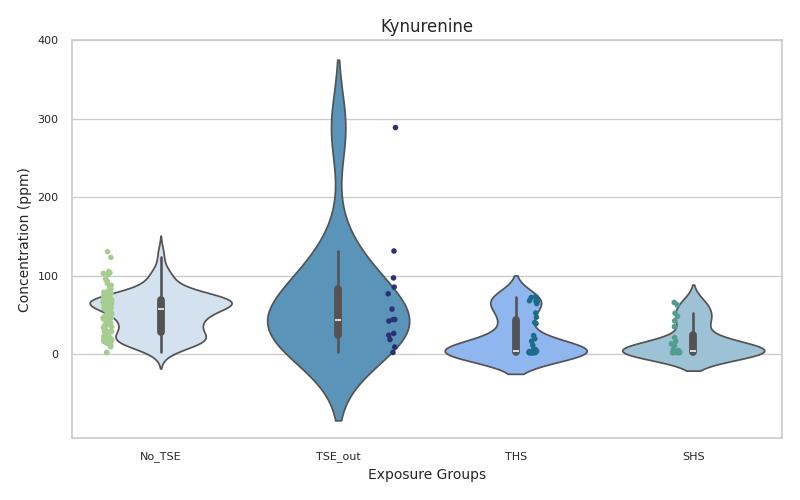 Kynurenine
400
300
200
100
0
Concentration (ppm)
No_TSE
TSE_out
THS
SHS
Exposure Groups